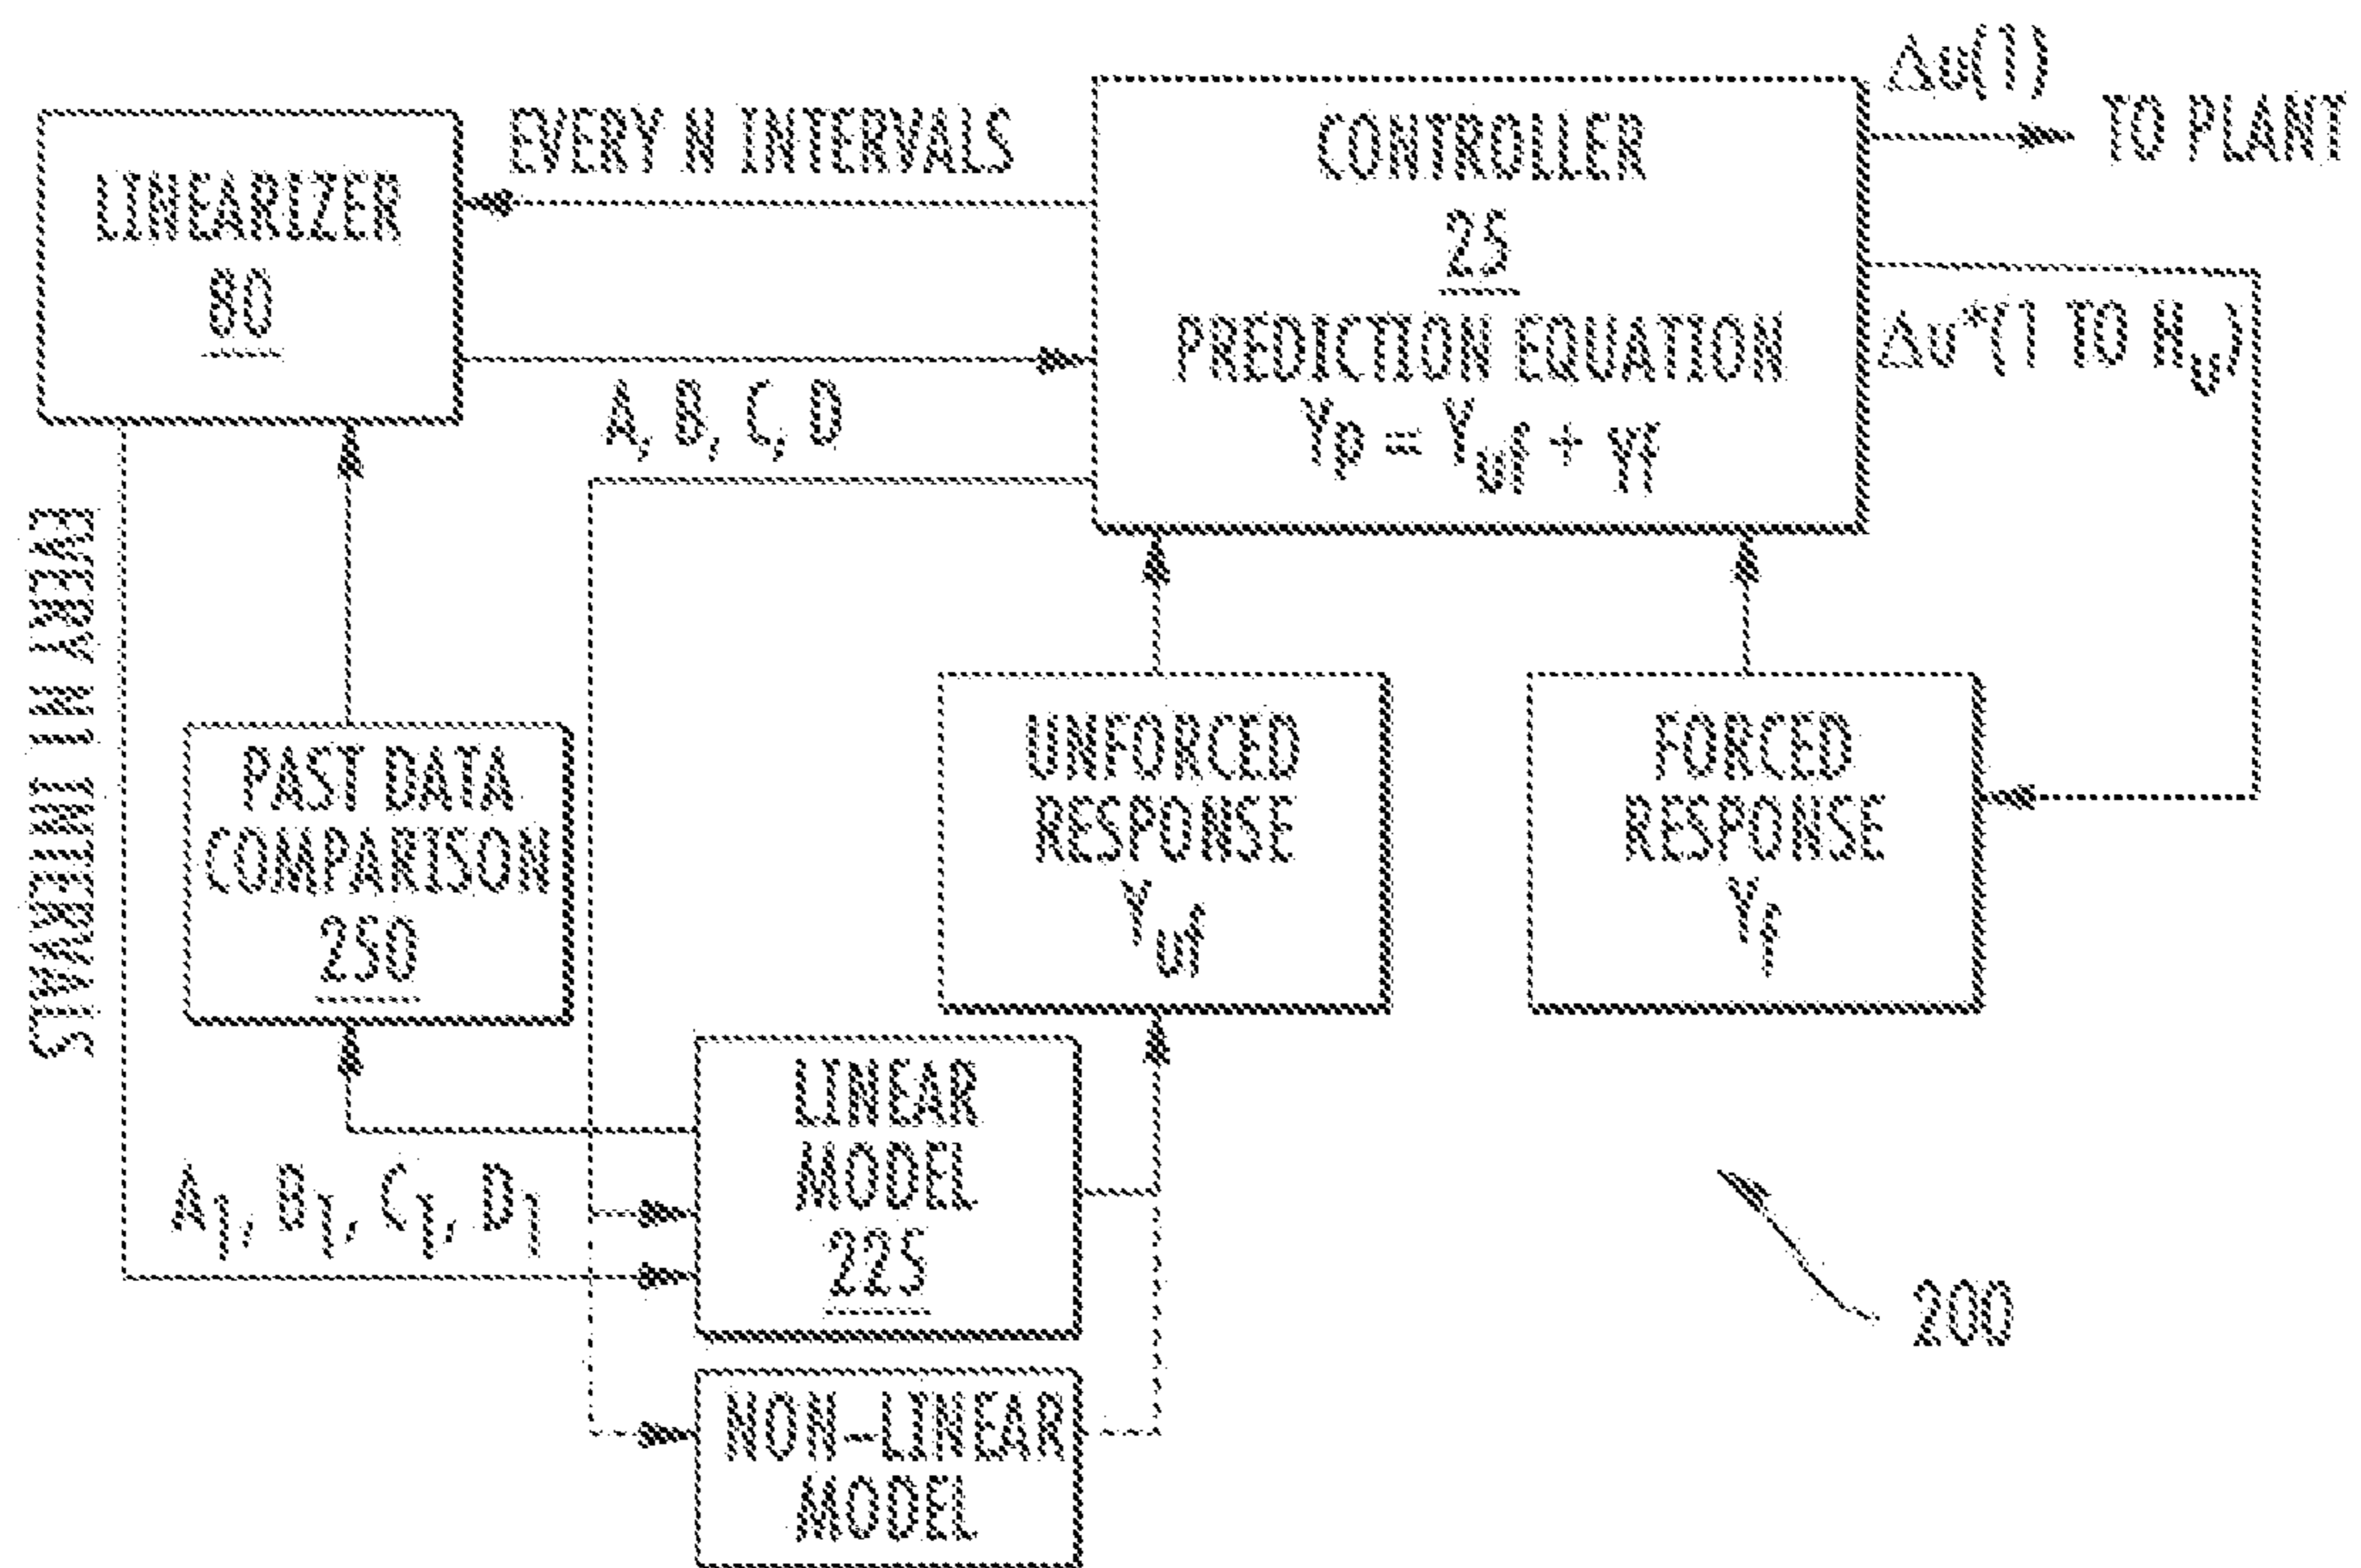 Δu(1)
EVERY N INTERVALS
TO PLANT
LINEARIZER
80
CONTROLLER
25
PREDICTION EQUATION
Yp = Yuf + Yf
Δu*(1 TO Hu)
A, B, C, D
EVERY M I INTERVALS
PAST DATA
COMPARISON
250
UNFORCED
RESPONSE
Yuf
FORCED
RESPONSE
Yf
LINEAR
MODEL
225
A1, B1, C1, D1
200
NON-LINEAR
MODEL